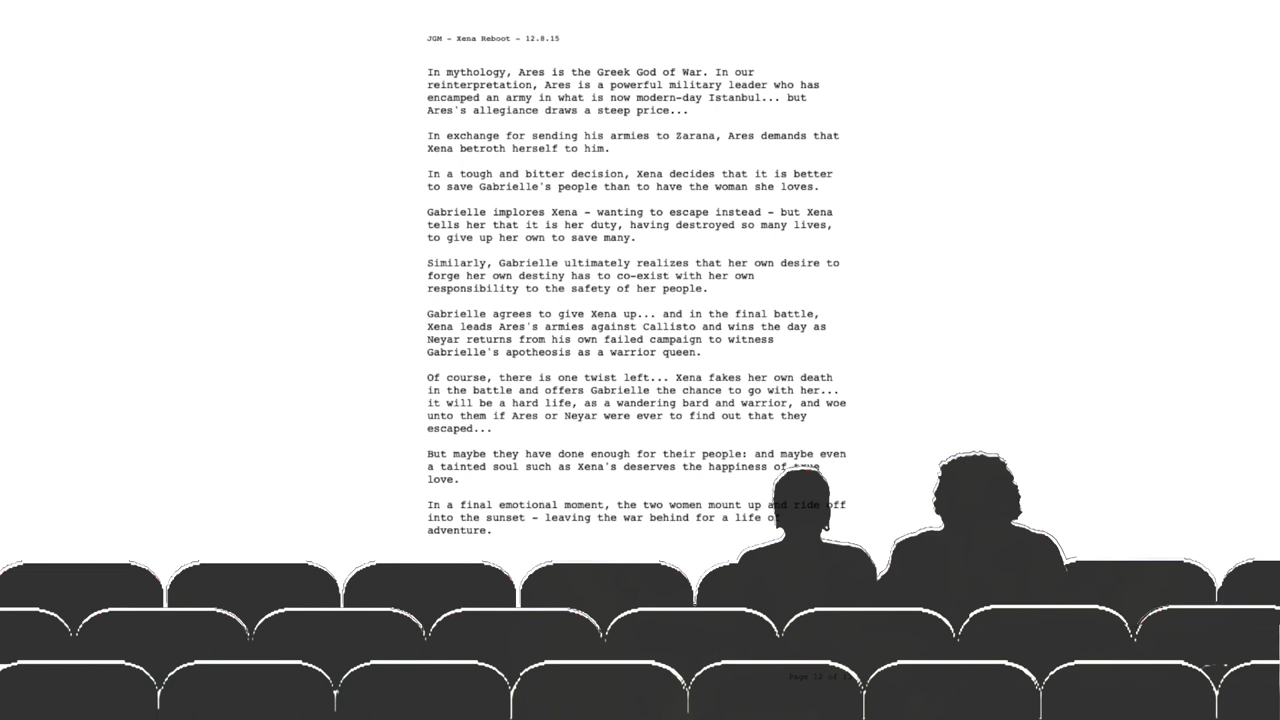 JGM - Xena Reboot - 12.8.15
In mythology, Ares is the Greek God of War. In our
reinterpretation, Ares is a powerful military leader who has
encamped an army in what is now modern-day Istanbul... but
Ares's allegiance draws a steep price...
In exchange for sending his armies to Zarana, Ares demands that
Xena betroth herself to him.
In a tough and bitter decision, Xena decides that it is better
to save Gabrielle's people than to have the woman she loves.
Gabrielle implores Xena - wanting to escape instead - but Xena
tells her that it is her duty, having destroyed so many lives,
to give up her own to save many.
Similarly, Gabrielle ultimately realizes that her own desire to
forge her own destiny has to co-exist with her own
responsibility to the safety of her people.
Gabrielle agrees to give Xena up... and in the final battle,
Xena leads Ares's armies against Callisto and wins the day as
Neyar returns from his own failed campaign to witness
Gabrielle's apotheosis as a warrior queen.
Of course, there is one twist left... Xena fakes her own death
in the battle and offers Gabrielle the chance to go with her...
it will be a hard life, as a wandering bard and warrior, and woe
unto them if Ares or Neyar were ever to find out that they
escaped...
But maybe they have done enough for their people: and maybe even
a tainted soul such as Xena's deserves the happiness of true
love.
In a final emotional moment, the two women mount up and ride off
into the sunset - leaving the war behind for a life of
adventure.
Page 12 of